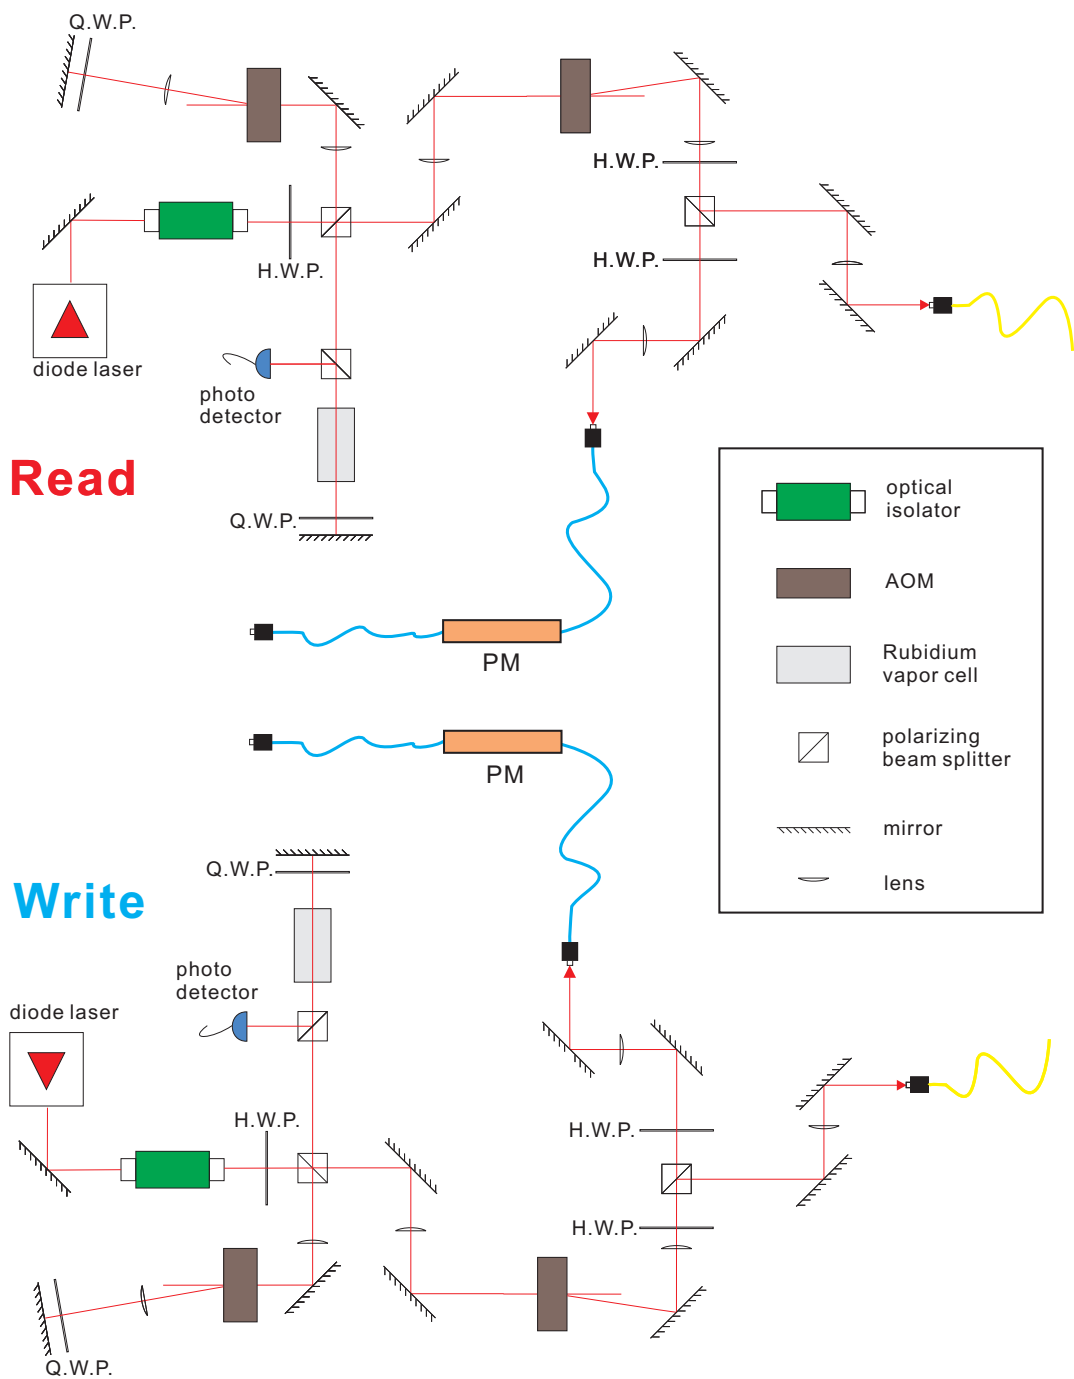 Q.W.P.
H.W.P.
H.W.P.
H.W.P.
diode laser
photo
detector
Read
Q.W.P.
PM
optical
isolator
AOM
Rubidium
vapor cell
polarizing
beam splitter
mirror
lens
PM
Q.W.P.
Write
photo
detector
diode laser
H.W.P.
H.W.P.
H.W.P.
Q.W.P.